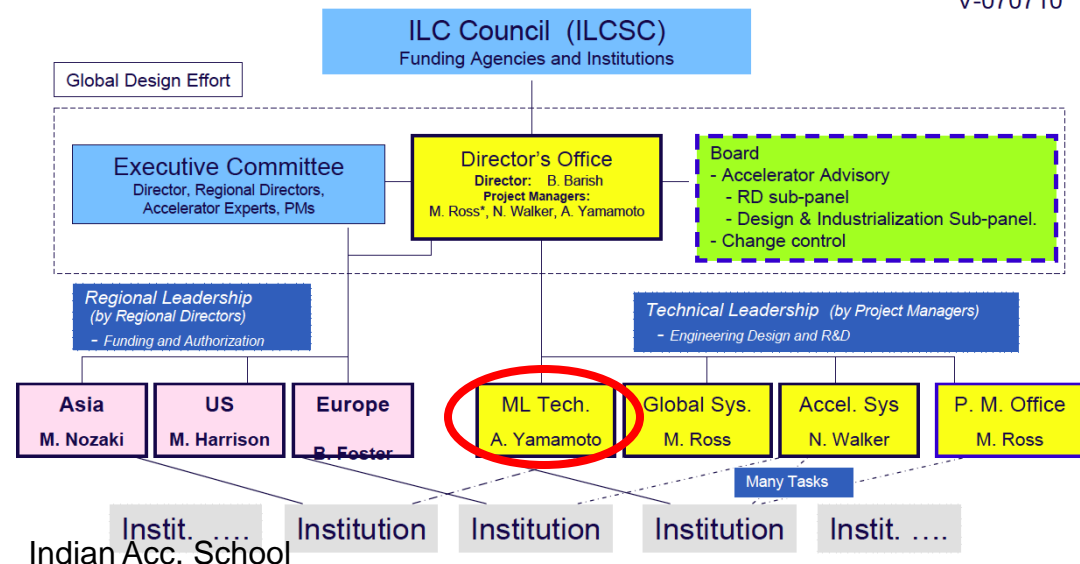 V-070710
ILC Council (ILCSC)
Funding Agencies and Institutions
Global Design Effort
Executive Committee
Director, Regional Directors,
Accelerator Experts, PMs
Director's Office
Director: B. Barish
Project Managers:
M. Ross*, N. Walker, A. Yamamoto
Board
- Accelerator Advisory
- RD sub-panel
- Design & Industrialization Sub-panel.
- Change control
Regional Leadership
(by Regional Directors)
- Funding and Authorization
Technical Leadership (by Project Managers)
- Engineering Design and R&D
Asia
M. Nozaki
US
M. Harrison
Europe
B. Foster
ML Tech.
A. Yamamoto
Global Sys.
M. Ross
Accel. Sys
N. Walker
P. M. Office
M. Ross
Many Tasks
Instit. ....
Institution
Institution
Institution
Instit. ....
Indian Acc. School